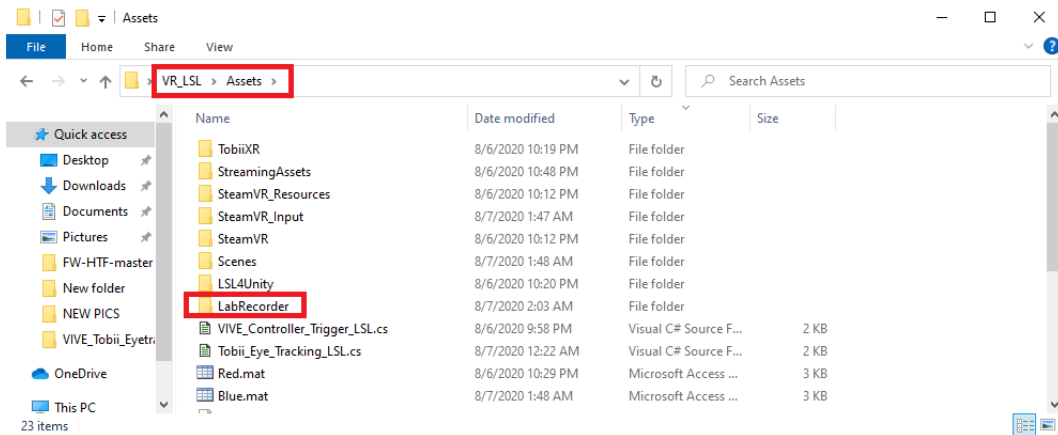 Assets
File Home Share View
VR_LSL > Assets >
Search Assets
Name Date modified Type Size
Quick access
Desktop
Downloads
Documents
Pictures
FW-HTF-master
New folder
NEW PICS
VIVE_Tobii_Eyetra
OneDrive
This PC
TobiiXR 8/6/2020 10:19 PM File folder
StreamingAssets 8/6/2020 10:48 PM File folder
SteamVR_Resources 8/6/2020 10:12 PM File folder
SteamVR_Input 8/7/2020 1:47 AM File folder
SteamVR 8/6/2020 10:12 PM File folder
Scenes 8/7/2020 1:48 AM File folder
LSL4Unity 8/6/2020 10:20 PM File folder
LabRecorder 8/7/2020 2:03 AM File folder
VIVE_Controller_Trigger_LSL.cs 8/6/2020 9:58 PM Visual C# Source F... 2 KB
Tobii_Eye_Tracking_LSL.cs 8/7/2020 12:22 AM Visual C# Source F... 2 KB
Red.mat 8/6/2020 10:29 PM Microsoft Access ... 3 KB
Blue.mat 8/7/2020 1:48 AM Microsoft Access ... 3 KB
23 items